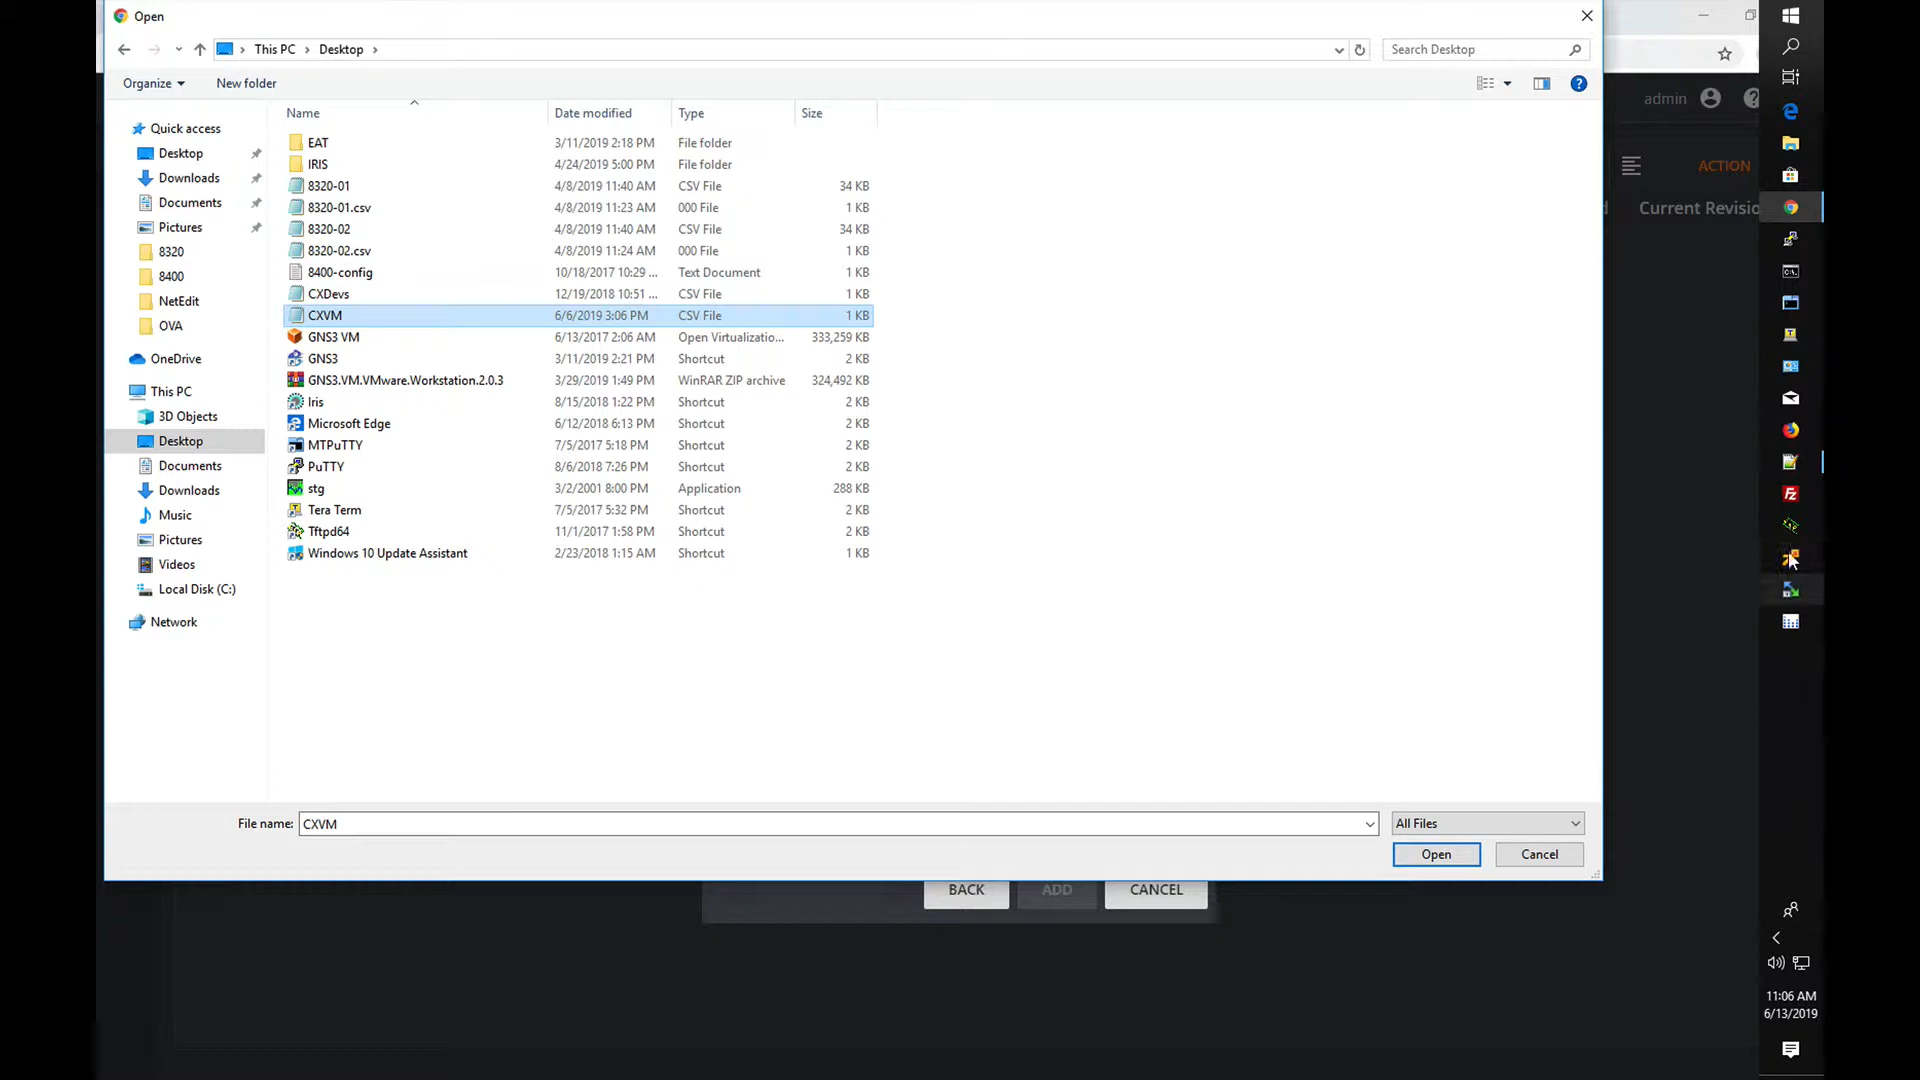 Open
This PC > Desktop >
Search Desktop
Organize
New folder
admin
ACTION
Current Revisio
Name Date modified Type Size
Quick access
Desktop
Downloads
Documents
Pictures
8320
8400
NetEdit
OVA
OneDrive
This PC
3D Objects
Desktop
Documents
Downloads
Music
Pictures
Videos
Local Disk (C:)
Network
EAT 3/11/2019 2:18 PM File folder
IRIS 4/24/2019 5:00 PM File folder
8320-01 4/8/2019 11:40 AM CSV File 34 KB
8320-01.csv 4/8/2019 11:23 AM 000 File 1 KB
8320-02 4/8/2019 11:40 AM CSV File 34 KB
8320-02.csv 4/8/2019 11:24 AM 000 File 1 KB
8400-config 10/18/2017 10:29 ... Text Document 1 KB
CXDevs 12/19/2018 10:51 ... CSV File 1 KB
CXVM 6/6/2019 3:06 PM CSV File 1 KB
GNS3 VM 6/13/2017 2:06 AM Open Virtualizatio... 333,259 KB
GNS3 3/11/2019 2:21 PM Shortcut 2 KB
GNS3.VM.VMware.Workstation.2.0.3 3/29/2019 1:49 PM WinRAR ZIP archive 324,492 KB
Iris 8/15/2018 1:22 PM Shortcut 2 KB
Microsoft Edge 6/12/2018 6:13 PM Shortcut 2 KB
MTPuTTY 7/5/2017 5:18 PM Shortcut 2 KB
PuTTY 8/6/2018 7:26 PM Shortcut 2 KB
stg 3/2/2001 8:00 PM Application 288 KB
Tera Term 7/5/2017 5:32 PM Shortcut 2 KB
Tftpd64 11/1/2017 1:58 PM Shortcut 2 KB
Windows 10 Update Assistant 2/23/2018 1:15 AM Shortcut 1 KB
File name: CXVM
All Files
Open Cancel
BACK ADD CANCEL
11:06 AM
6/13/2019